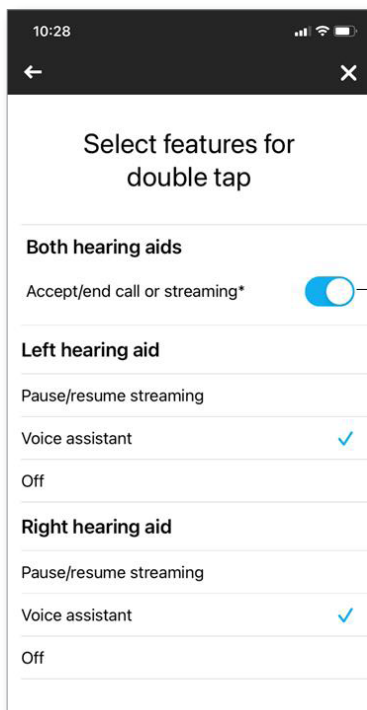 10:28
Select features for
double tap
Both hearing aids
Accept/end call or streaming*
Left hearing aid
Pause/resume streaming
Voice assistant
Off
Right hearing aid
Pause/resume streaming
Voice assistant
Off